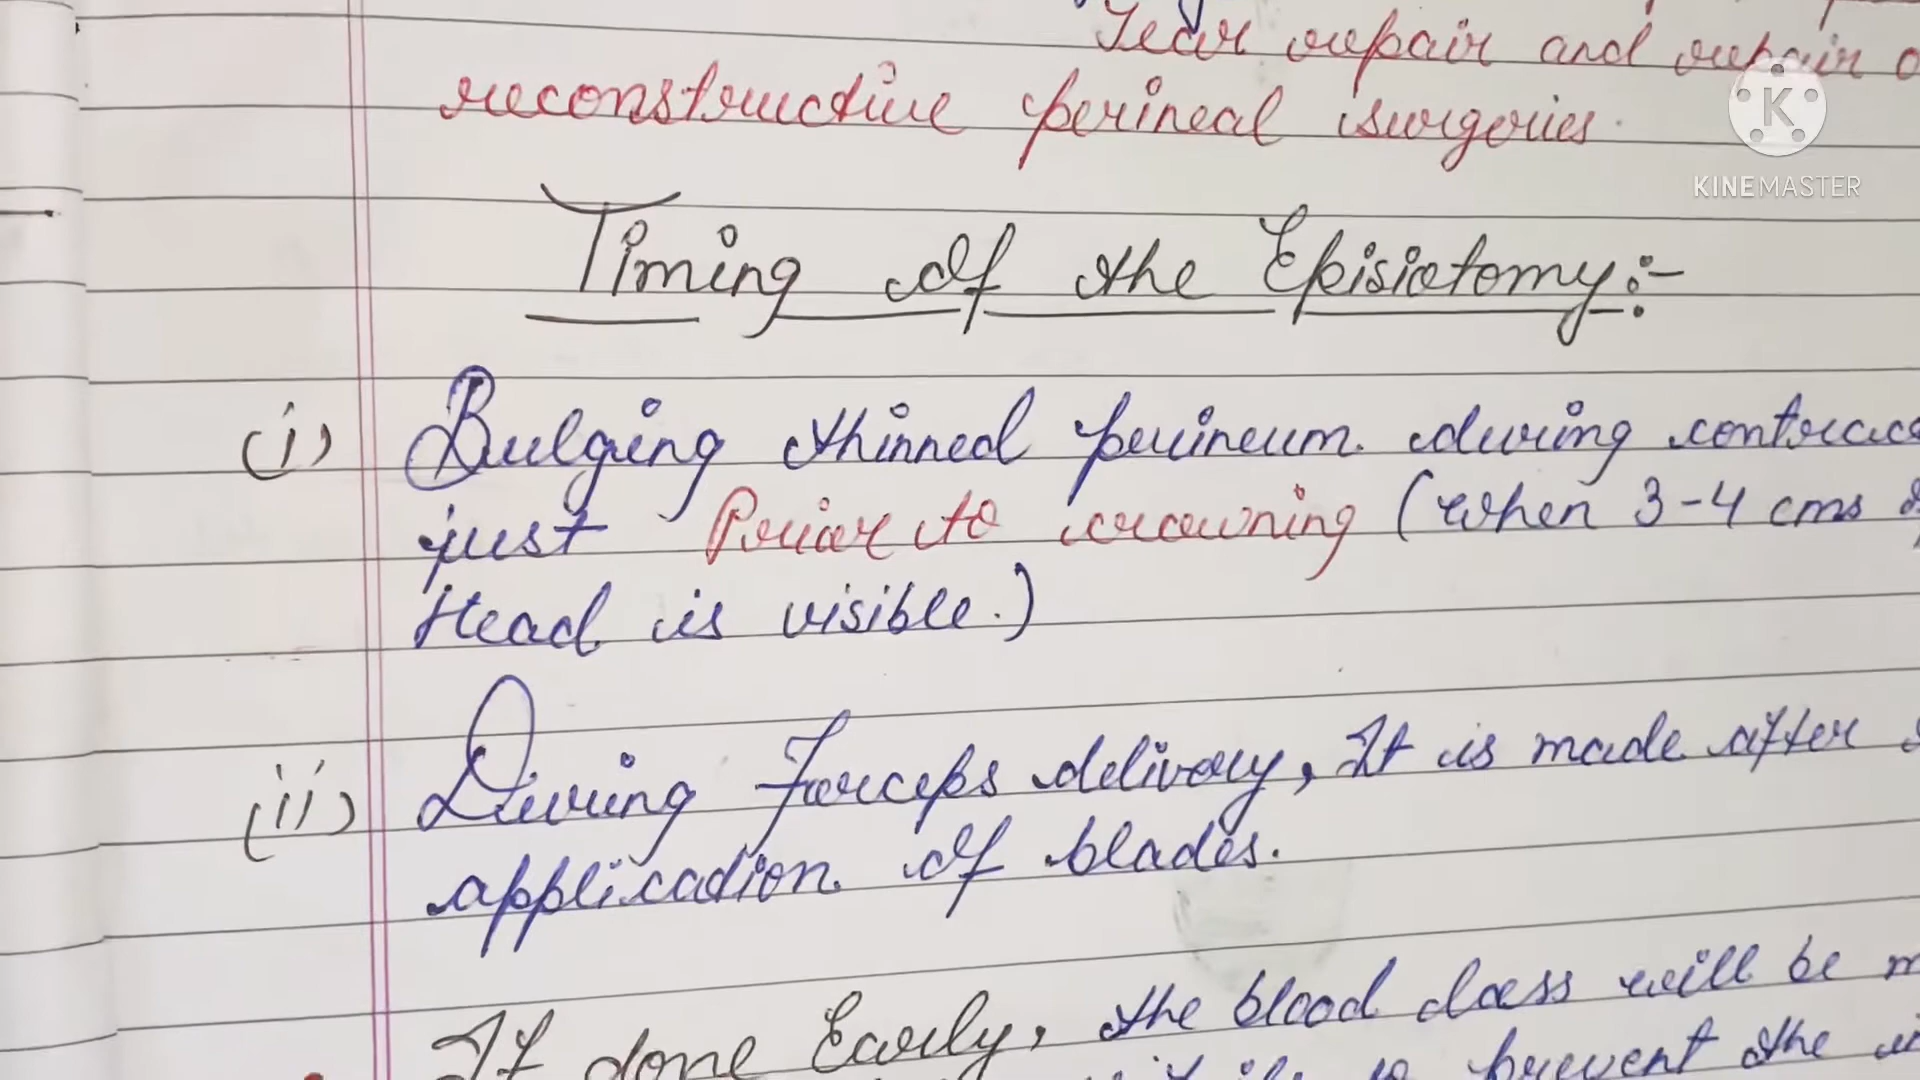 Tear repair and repair
reconstructive perineal surgeries.
K
KINEMASTER
Timing of the Episiotomy:-
(i) Bulging thinned perineum during
just Prior to crowning (when 3-4 cms
Head is visible.)
(ii) During Forceps delivery, It is made after
application of blades.
If done Early, the blood loss will be
prevent the